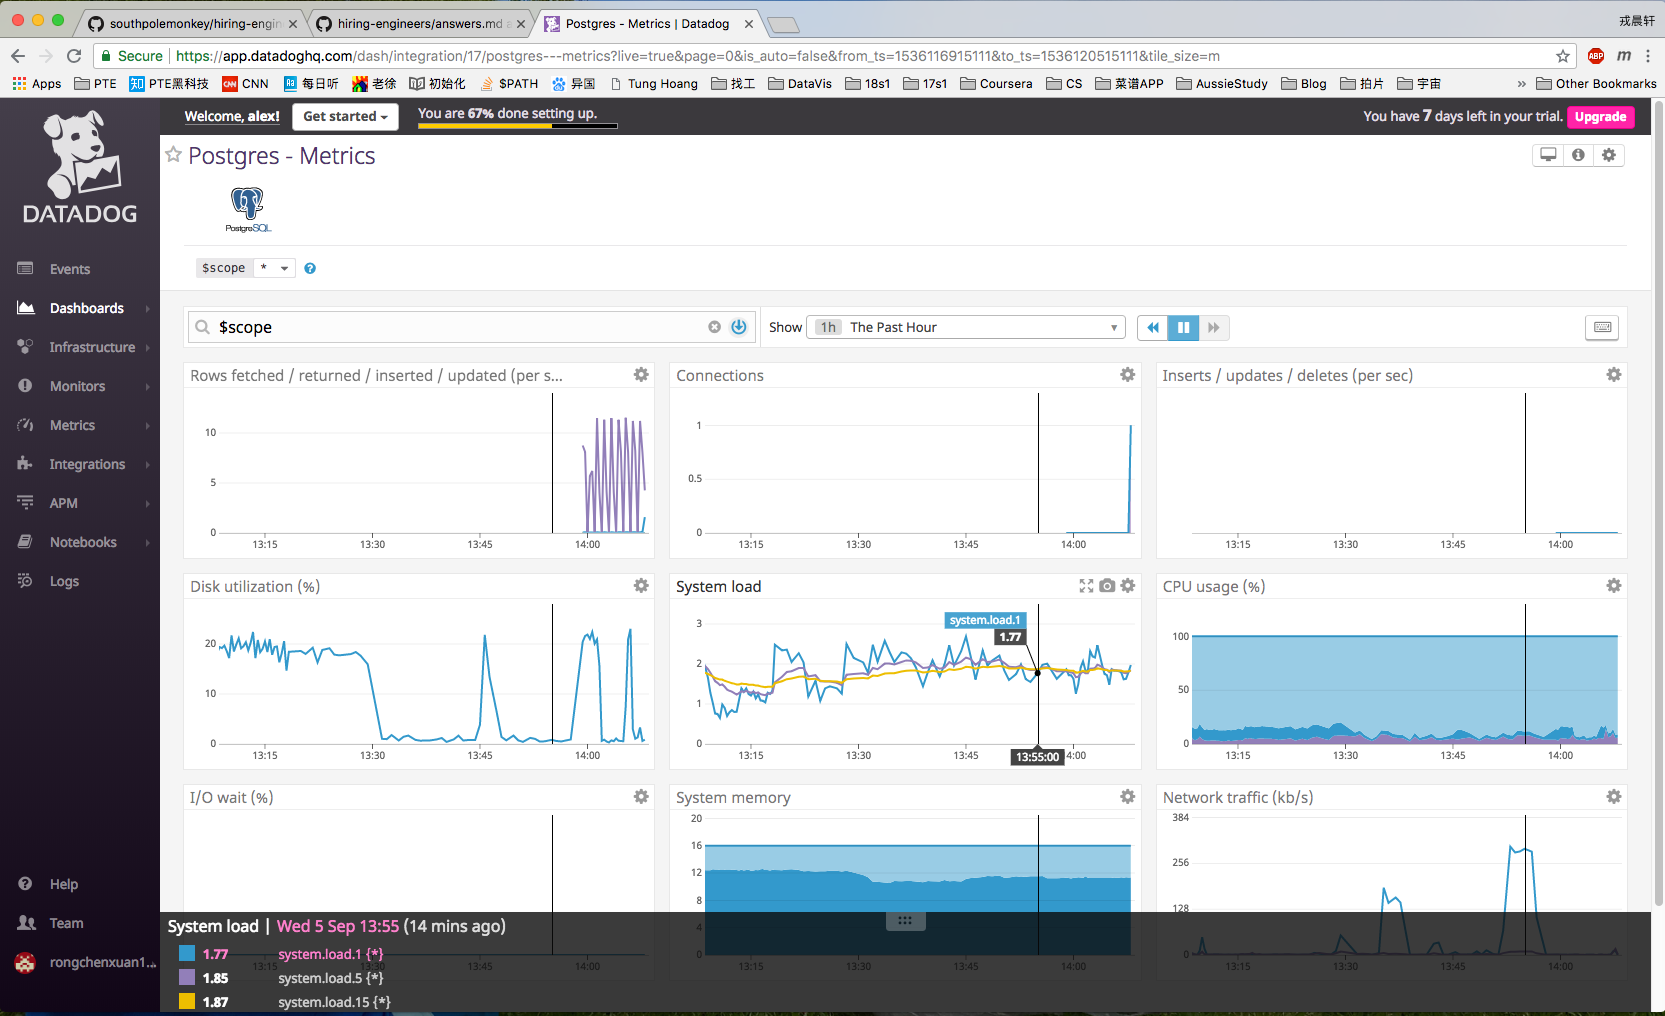 southpolemonkey/hiring-engin
hiring-engineers/answers.md a
Postgres - Metrics | Datadog
戎晨轩
Secure | https://app.datadoghq.com/dash/integration/17/postgres---metrics?live=true&page=0&is_auto=false&from_ts=1536116915111&to_ts=1536120515111&tile_size=m
ABP
m
Apps PTE 知 PTE黑科技 CNN CNN 每日听 老徐 初始化 $PATH 异国 Tung Hoang 找工 DataVis 18s1 17s1 Coursera CS 菜谱APP AussieStudy Blog 拍片 宇宙 » Other Bookmarks
DATADOG
Welcome, alex!
Get started
You are 67% done setting up.
You have 7 days left in your trial.
Upgrade
Events
Dashboards
Infrastructure
Monitors
Metrics
Integrations
APM
Notebooks
Logs
Help
Team
rongchenxuan1...
Postgres - Metrics
PostgreSQL
$scope * ?
$scope
Show 1h The Past Hour
Rows fetched / returned / inserted / updated (per s...
10
5
0
13:15 13:30 13:45 14:00
Connections
1
0.5
0
13:15 13:30 13:45 14:00
Inserts / updates / deletes (per sec)
13:15 13:30 13:45 14:00
Disk utilization (%)
20
10
0
13:15 13:30 13:45 14:00
System load
3
2
1
0
system.load.1
1.77
13:15 13:30 13:45 13:55:00 4:00
CPU usage (%)
100
50
0
13:15 13:30 13:45 14:00
I/O wait (%)
13:15 13:30 13:45 14:00
System memory
20
16
12
8
4
0
13:15 13:30 13:45 14:00
Network traffic (kb/s)
384
256
128
0
13:15 13:30 13:45 14:00
System load | Wed 5 Sep 13:55 (14 mins ago)
1.77 system.load.1 {*}
1.85 system.load.5 {*}
1.87 system.load.15 {*}